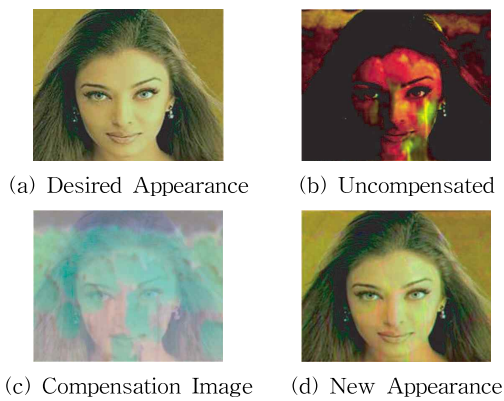 (a) Desired Appearance
(b) Uncompensated
(c) Compensation Image
(d) New Appearance